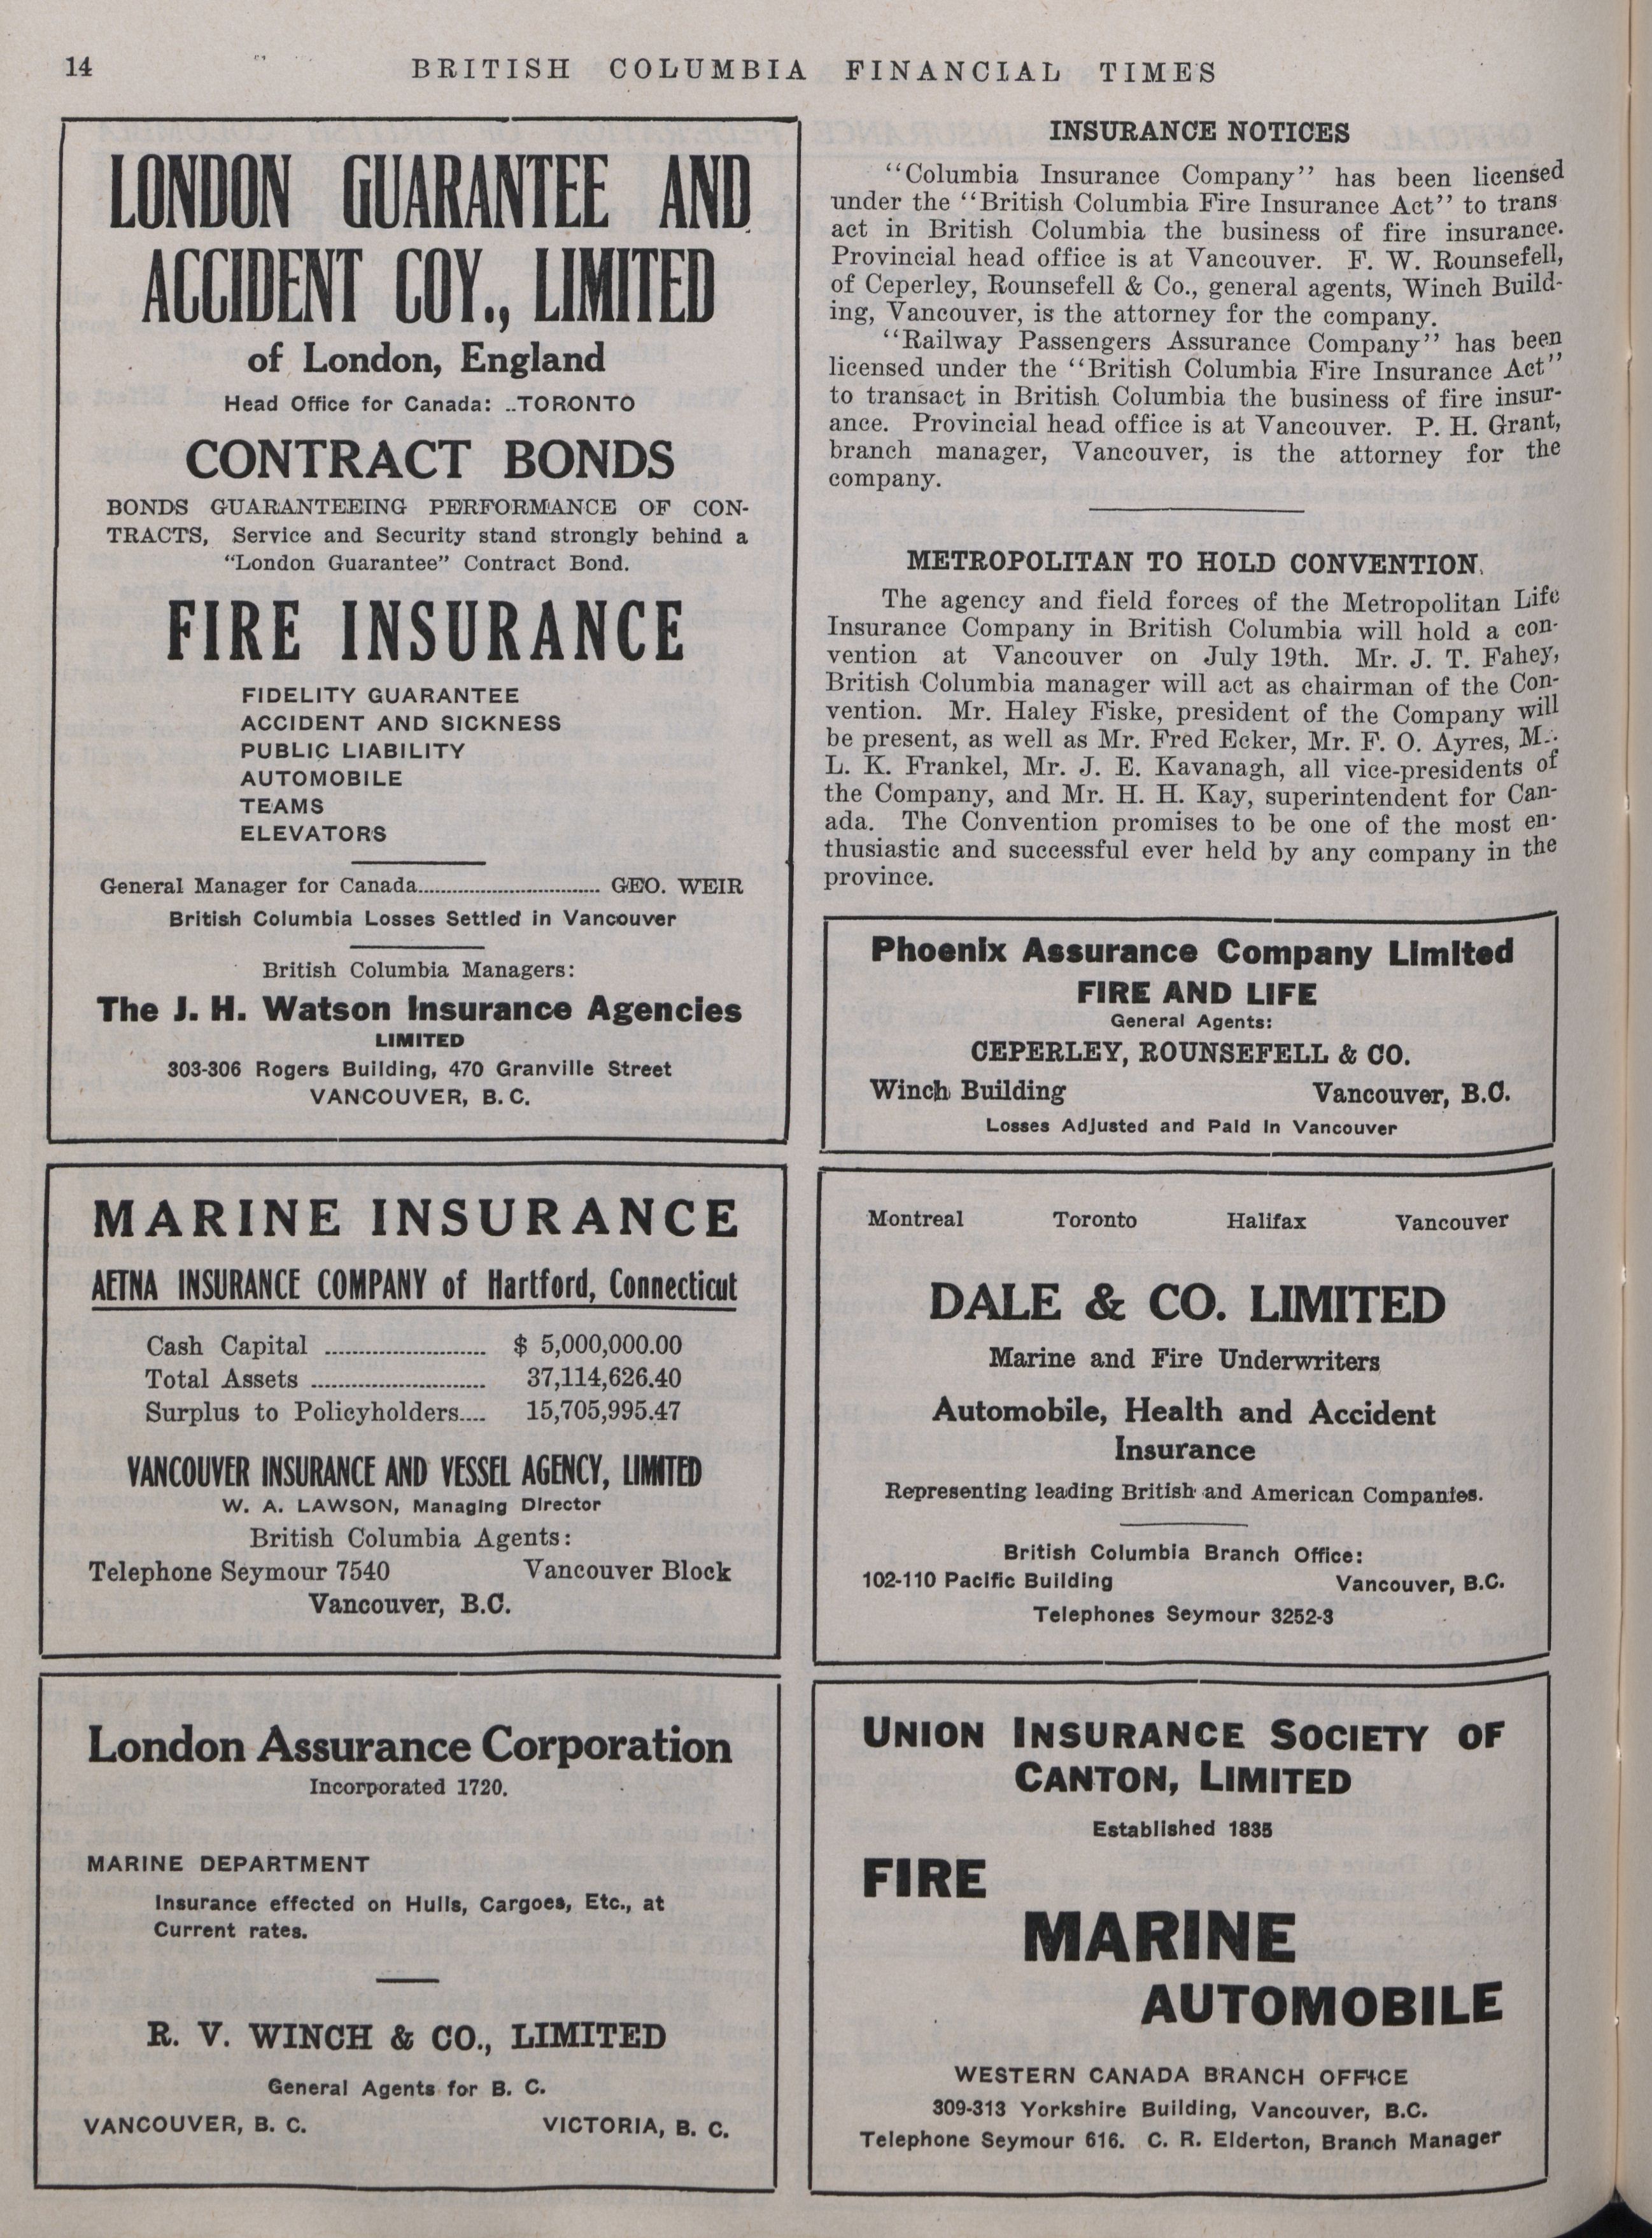 14
BRITISH COLUMBIA FINANCIAL TIMES
LONDON GUARANTEE AND
ACCIDENT COY., LIMITED
of London, England
Head Office for Canada: ..TORONTO
CONTRACT BONDS
BONDS GUARANTEEING PERFORMANCE OF CON-
TRACTS, Service and Security stand strongly behind a
"London Guarantee" Contract Bond.
FIRE INSURANCE
FIDELITY GUARANTEE
ACCIDENT AND SICKNESS
PUBLIC LIABILITY
AUTOMOBILE
TEAMS
ELEVATORS
General Manager for Canada................................ GEO. WEIR
British Columbia Losses Settled in Vancouver
British Columbia Managers:
The J. H. Watson Insurance Agencies
LIMITED
303-306 Rogers Building, 470 Granville Street
VANCOUVER, B. C.
MARINE INSURANCE
AETNA INSURANCE COMPANY of Hartford, Connecticut
Cash Capital ........................ $ 5,000,000.00
Total Assets .......................... 37,114,626.40
Surplus to Policyholders.... 15,705,995.47
VANCOUVER INSURANCE AND VESSEL AGENCY, LIMITED
W. A. LAWSON, Managing Director
British Columbia Agents:
Telephone Seymour 7540 Vancouver Block
Vancouver, B.C.
London Assurance Corporation
Incorporated 1720.
MARINE DEPARTMENT
Insurance effected on Hulls, Cargoes, Etc., at
Current rates.
R. V. WINCH & CO., LIMITED
General Agents for B. C.
VANCOUVER, B. C. VICTORIA, B. C.
INSURANCE NOTICES
"Columbia Insurance Company" has been licensed
under the "British Columbia Fire Insurance Act" to trans
act in British Columbia the business of fire insurance.
Provincial head office is at Vancouver. F. W. Rounsefell,
of Ceperley, Rounsefell & Co., general agents, Winch Build-
ing, Vancouver, is the attorney for the company.
"Railway Passengers Assurance Company" has been
licensed under the "British Columbia Fire Insurance Act"
to transact in British Columbia the business of fire insur-
ance. Provincial head office is at Vancouver. P. H. Grant,
branch manager, Vancouver, is the attorney for the
company.
METROPOLITAN TO HOLD CONVENTION.
The agency and field forces of the Metropolitan Life
Insurance Company in British Columbia will hold a con-
vention at Vancouver on July 19th. Mr. J. T. Fahey,
British Columbia manager will act as chairman of the Con-
vention. Mr. Haley Fiske, president of the Company will
be present, as well as Mr. Fred Ecker, Mr. F. O. Ayres, M..
L. K. Frankel, Mr. J. E. Kavanagh, all vice-presidents of
the Company, and Mr. H. H. Kay, superintendent for Can-
ada. The Convention promises to be one of the most en-
thusiastic and successful ever held by any company in the
province.
Phoenix Assurance Company Limited
FIRE AND LIFE
General Agents:
CEPERLEY, ROUNSEFELL & CO.
Winch Building Vancouver, B.C.
Losses Adjusted and Paid in Vancouver
Montreal Toronto Halifax Vancouver
DALE & CO. LIMITED
Marine and Fire Underwriters
Automobile, Health and Accident
Insurance
Representing leading British and American Companies.
British Columbia Branch Office:
102-110 Pacific Building Vancouver, B.C.
Telephones Seymour 3252-3
UNION INSURANCE SOCIETY OF
CANTON, LIMITED
Established 1835
FIRE
MARINE
AUTOMOBILE
WESTERN CANADA BRANCH OFFICE
309-313 Yorkshire Building, Vancouver, B.C.
Telephone Seymour 616. C. R. Elderton, Branch Manager